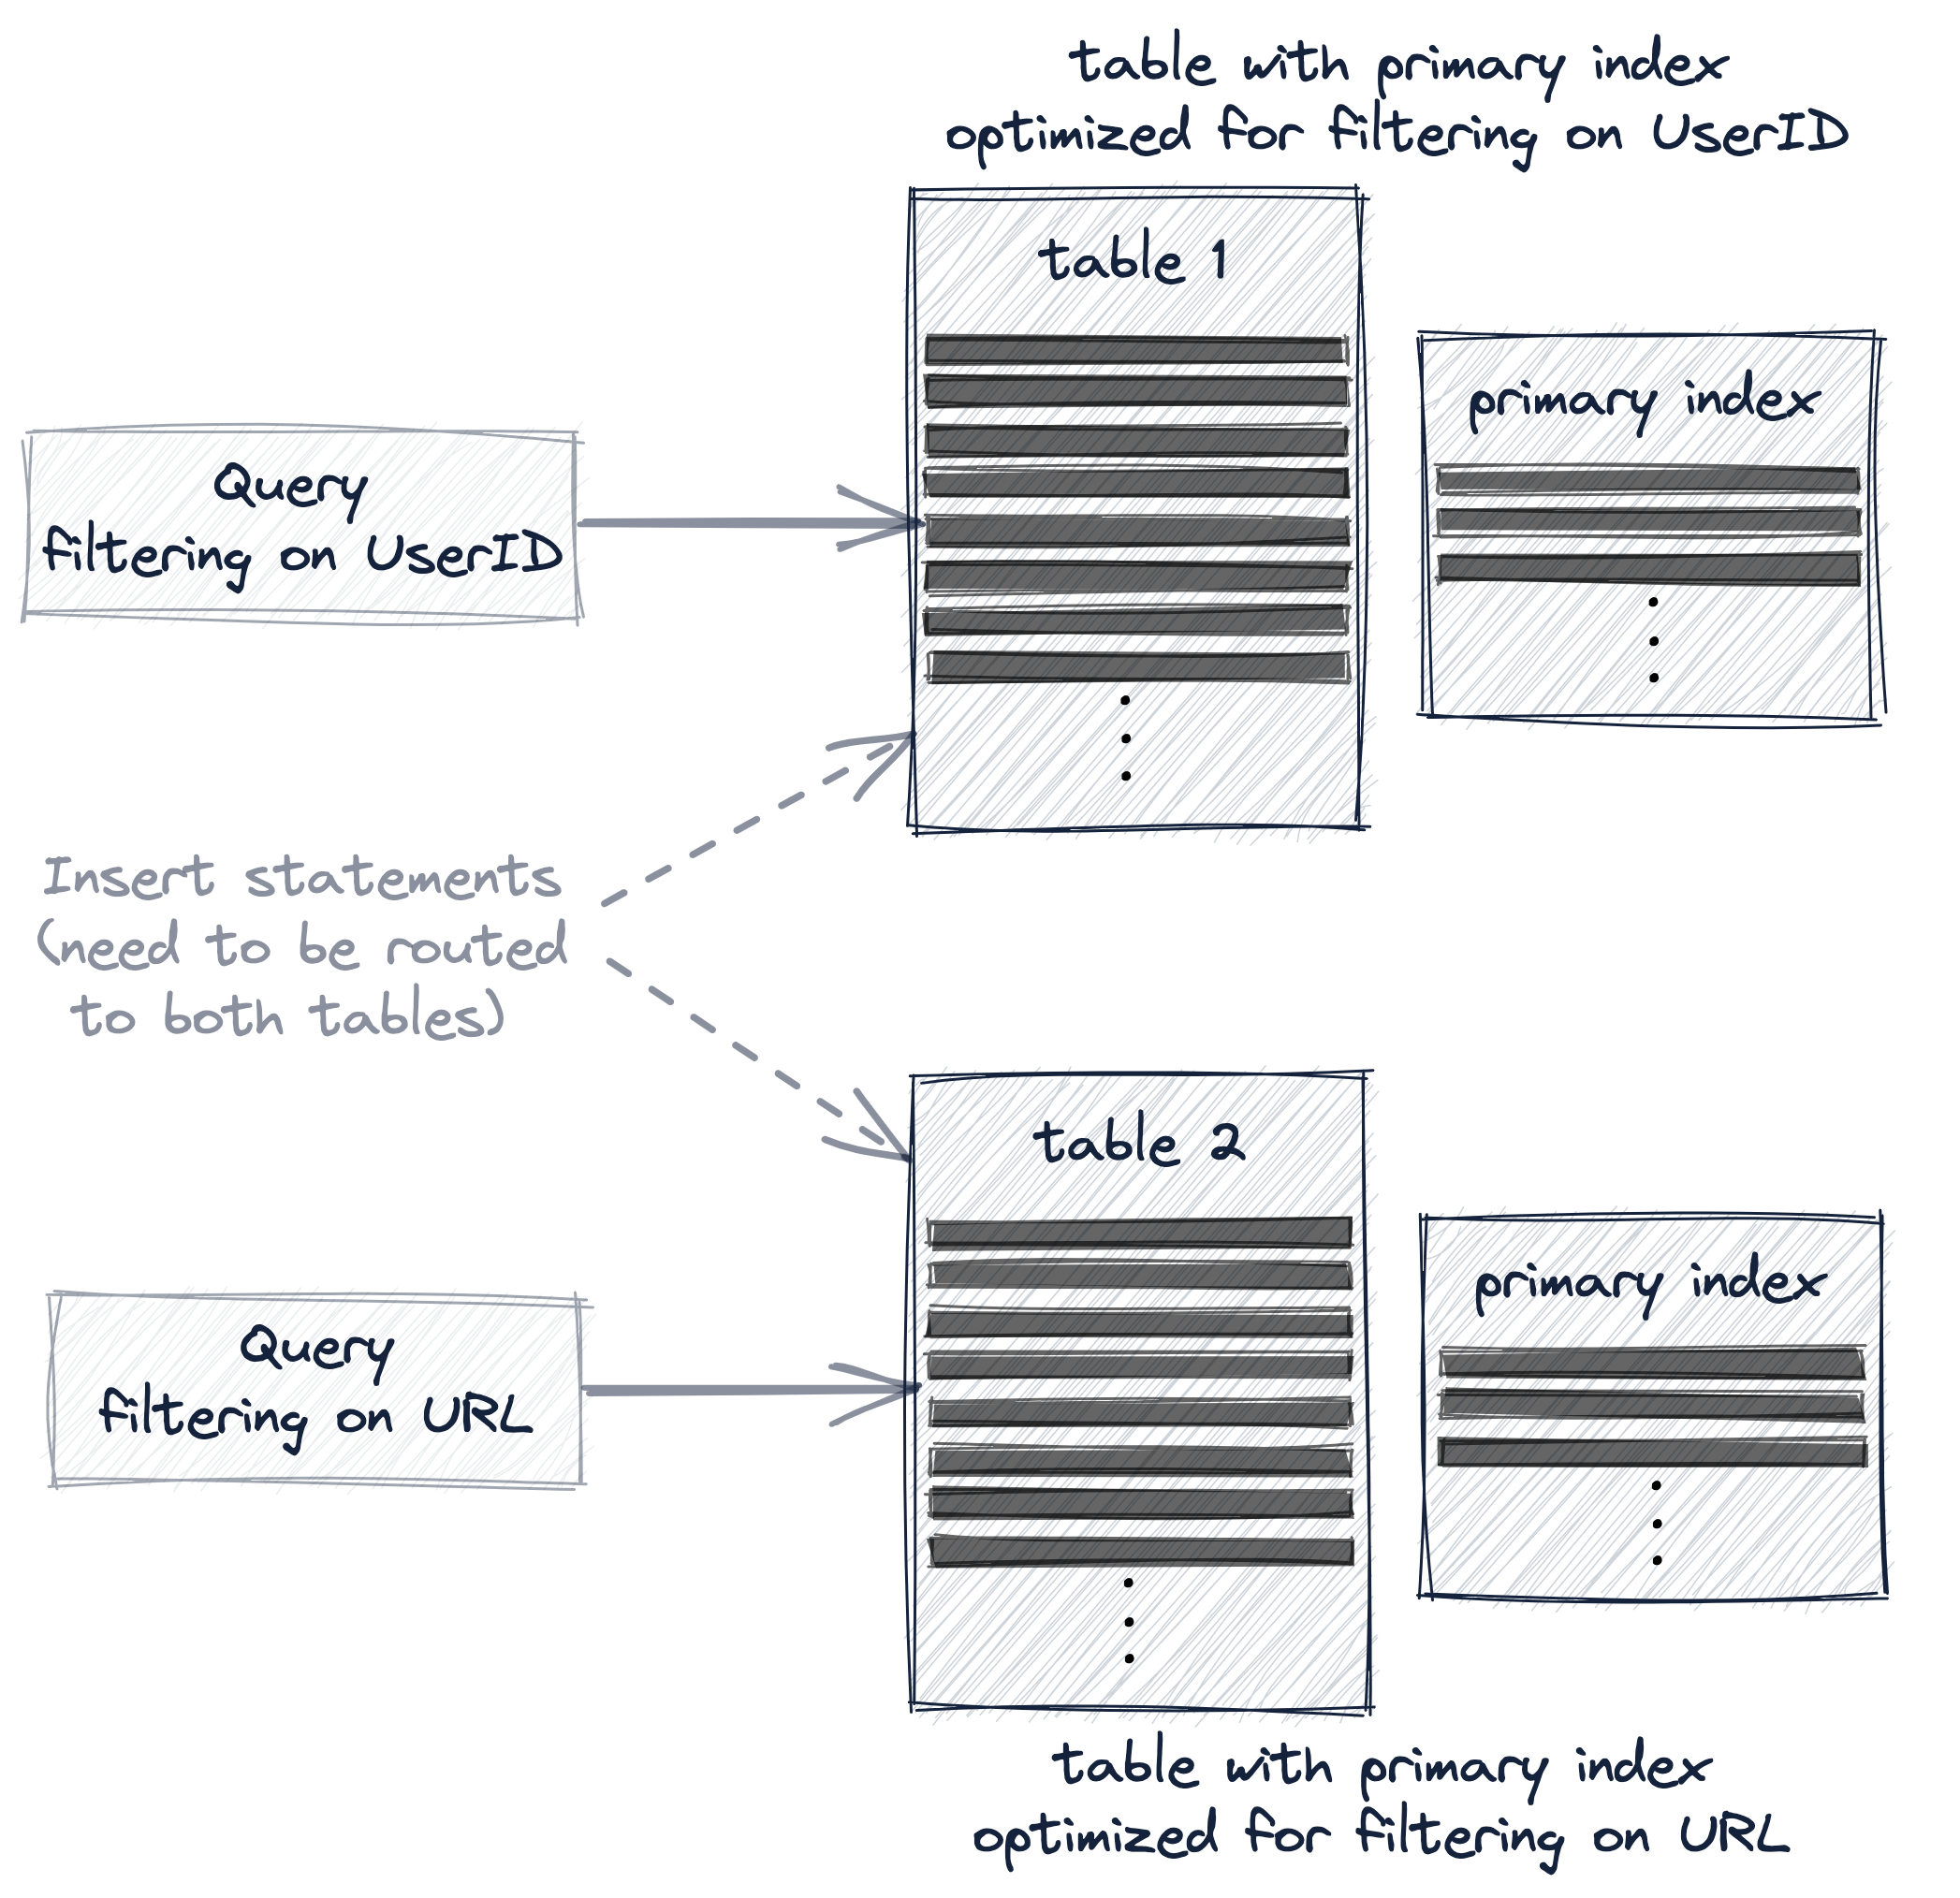 table with primary index
optimized for filtering on UserID
table 1
primary index
Query
filtering on UserID
Insert statements
(need to be routed
to both tables)
table 2
primary index
Query
filtering on URL
table with primary index
optimized for filtering on URL